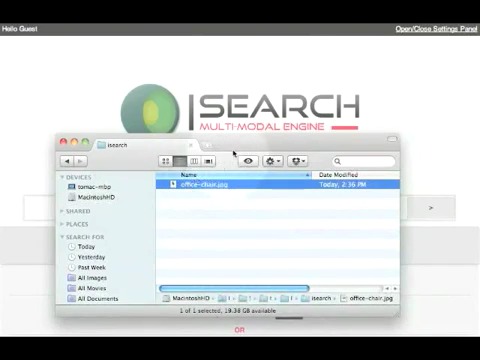 Hello Guest
Open/Close Settings Panel
|SEARCH
MULTI-MODAL ENGINE
isearch
Name
Date Modified
office-chair.jpg
Today, 2:36 PM
DEVICES
tomac-mbp
MacintoshHD
SHARED
PLACES
SEARCH FOR
Today
Yesterday
Past Week
All Images
All Movies
All Documents
>
MacintoshHD
isearch
office-chair.jpg
1 of 1 selected, 19.38 GB available
OR